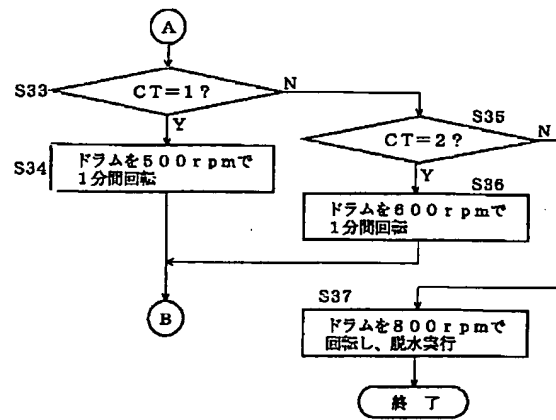 A
S33
CT=1?
N
Y
S34
ドラムを500rpmで
1分間回転
S35
CT=2?
N
Y
S36
ドラムを600rpmで
1分間回転
B
S37
ドラムを800rpmで
回転し、脱水実行
終 了